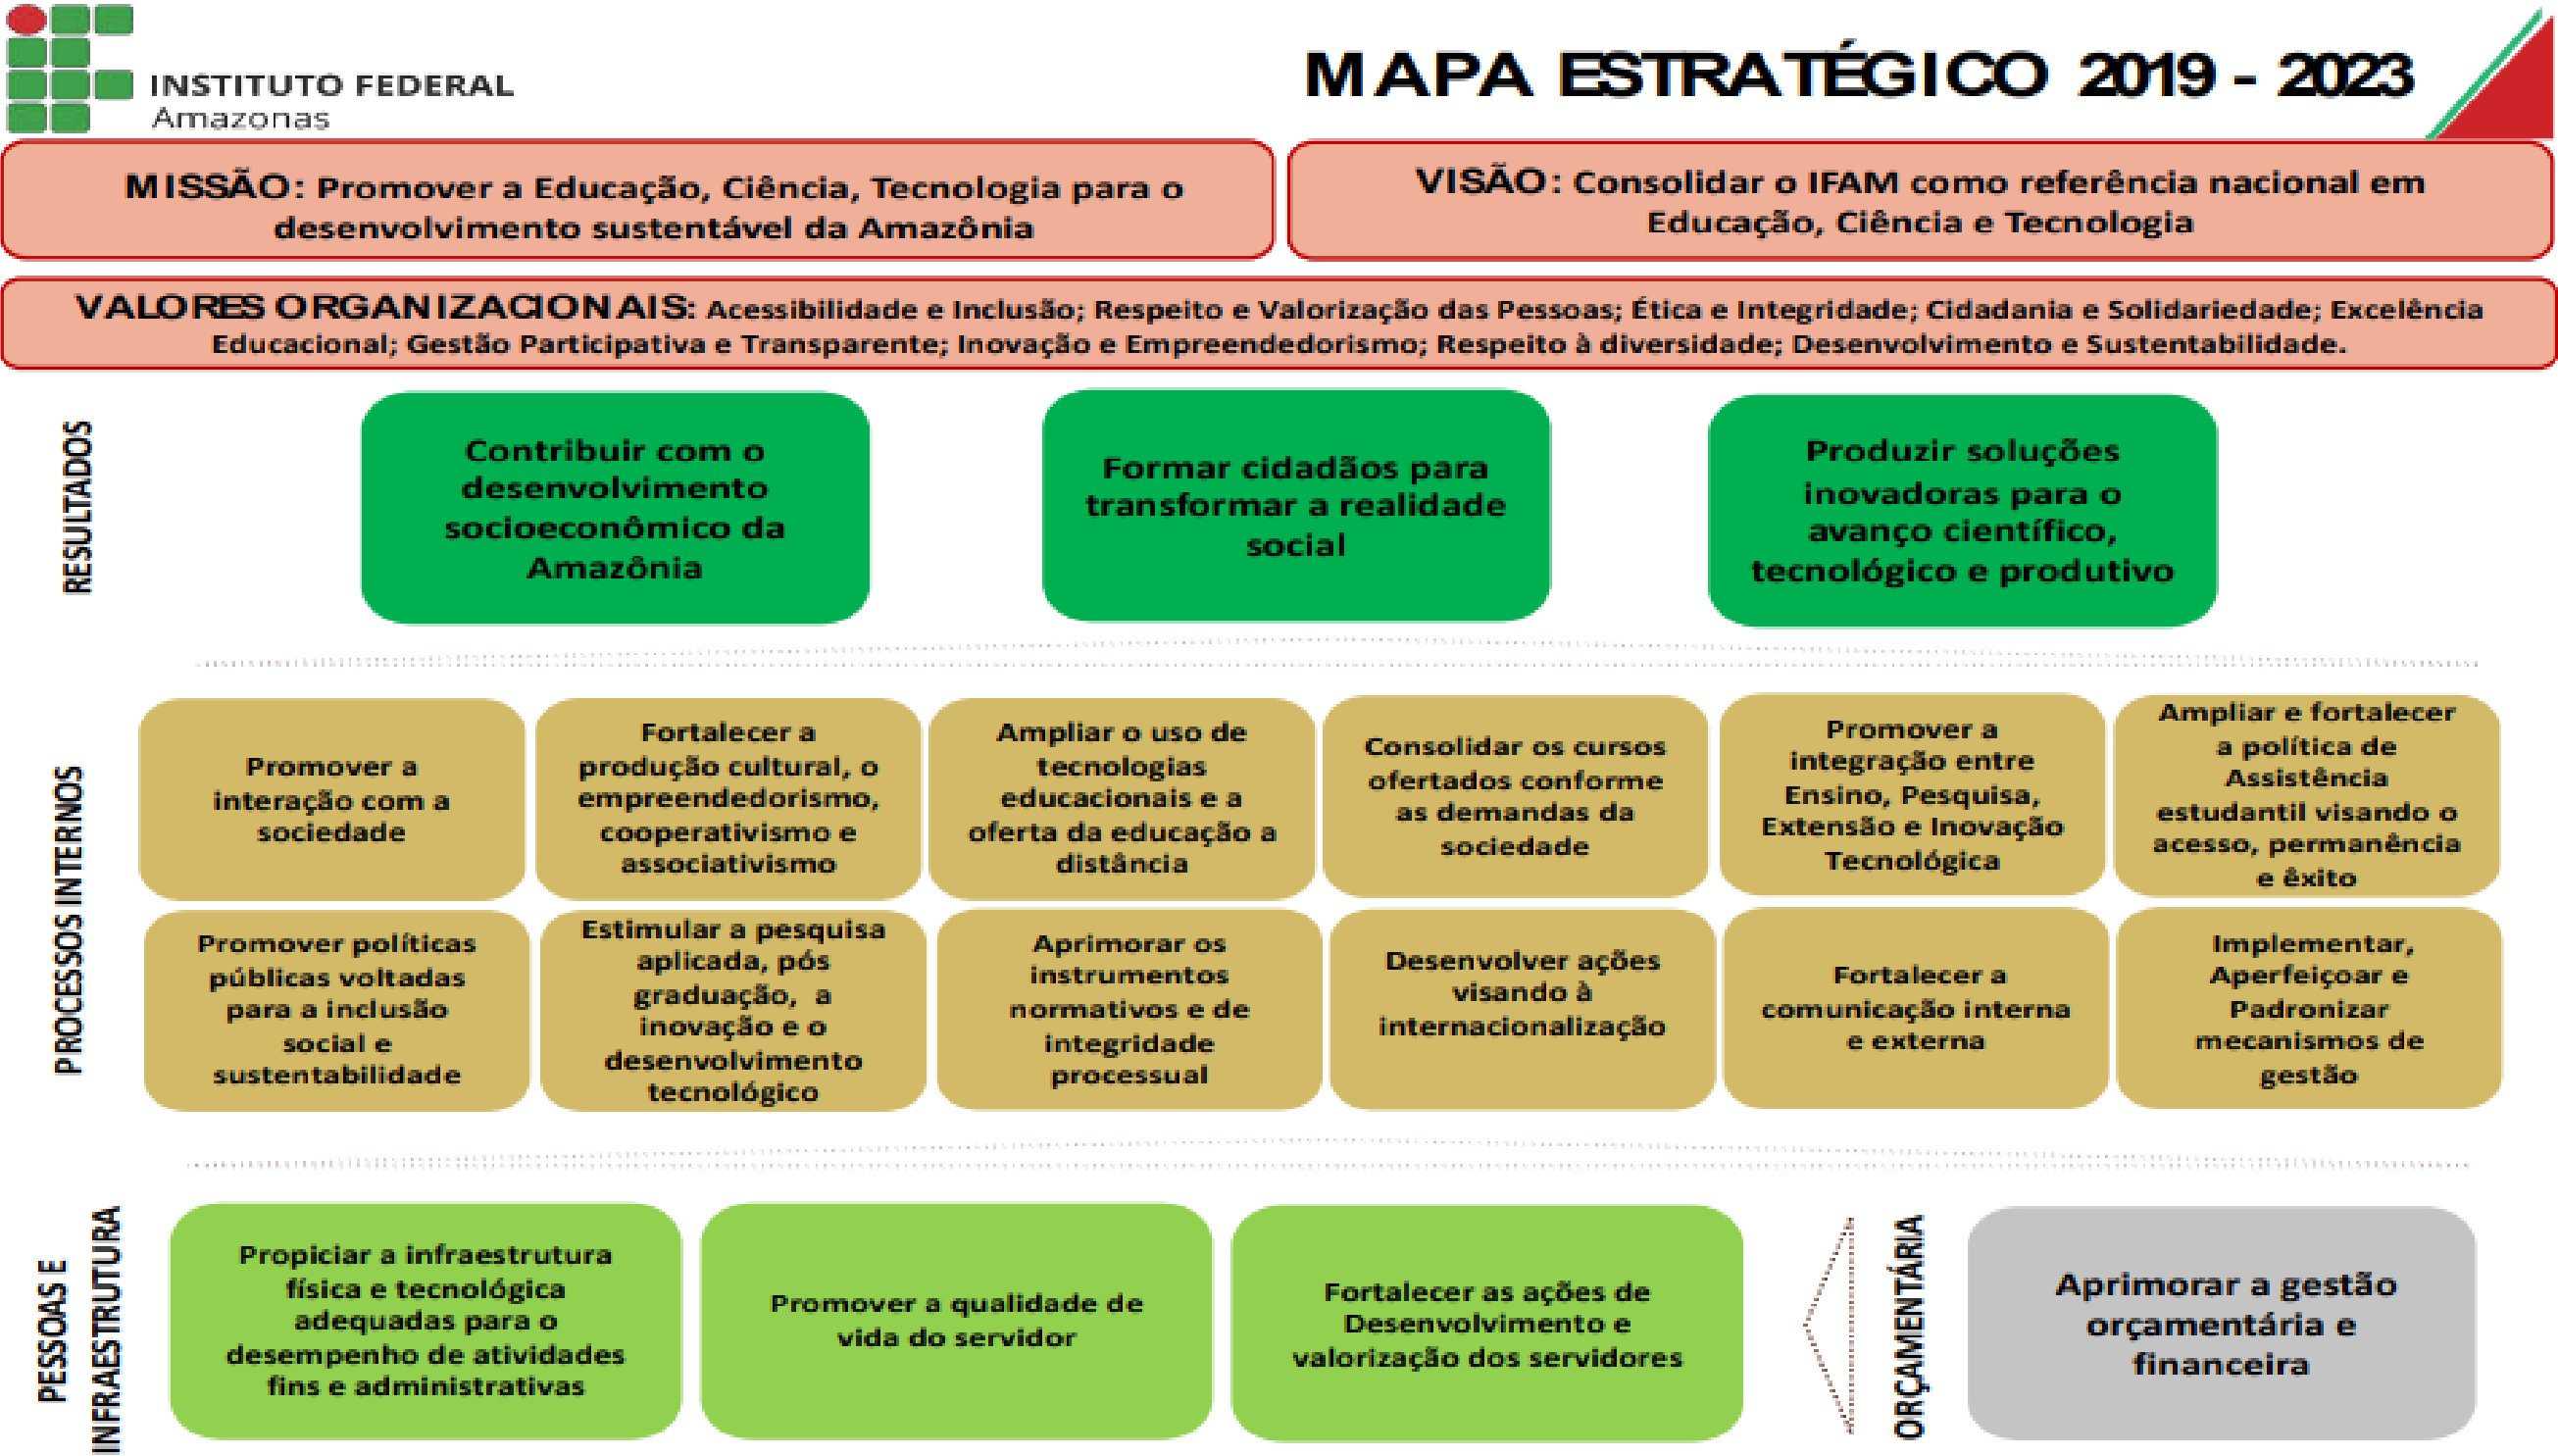 INSTITUTO FEDERAL
Amazonas
MAPA ESTRATÉGICO 2019 - 2023
MISSÃO: Promover a Educação, Ciência, Tecnologia para o
desenvolvimento sustentável da Amazônia
VISÃO: Consolidar o IFAM como referência nacional em
Educação, Ciência e Tecnologia
VALORES ORGANIZACIONAIS: Acessibilidade e Inclusão; Respeito e Valorização das Pessoas; Ética e Integridade; Cidadania e Solidariedade; Excelência
Educacional; Gestão Participativa e Transparente; Inovação e Empreendedorismo; Respeito à diversidade; Desenvolvimento e Sustentabilidade.
RESULTADOS
Contribuir com o
desenvolvimento
socioeconômico da
Amazônia
Formar cidadãos para
transformar a realidade
social
Produzir soluções
inovadoras para o
avanço científico,
tecnológico e produtivo
PROCESSOS INTERNOS
Promover a
interação com a
sociedade
Fortalecer a
produção cultural, o
empreendedorismo,
cooperativismo e
associativismo
Ampliar o uso de
tecnologias
educacionais e a
oferta da educação a
distância
Consolidar os cursos
ofertados conforme
as demandas da
sociedade
Promover a
integração entre
Ensino, Pesquisa,
Extensão e Inovação
Tecnológica
Ampliar e fortalecer
a política de
Assistência
estudantil visando o
acesso, permanência
e êxito
Promover políticas
públicas voltadas
para a inclusão
social e
sustentabilidade
Estimular a pesquisa
aplicada, pós
graduação, a
inovação e o
desenvolvimento
tecnológico
Aprimorar os
instrumentos
normativos e de
integridade
processual
Desenvolver ações
visando à
internacionalização
Fortalecer a
comunicação interna
e externa
Implementar,
Aperfeiçoar e
Padronizar
mecanismos de
gestão
PESSOAS E
INFRAESTRUTURA
Propiciar a infraestrutura
física e tecnológica
adequadas para o
desempenho de atividades
fins e administrativas
Promover a qualidade de
vida do servidor
Fortalecer as ações de
Desenvolvimento e
valorização dos servidores
ORÇAMENTÁRIA
Aprimorar a gestão
orçamentária e
financeira